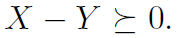 X − Y ⪰ 0.